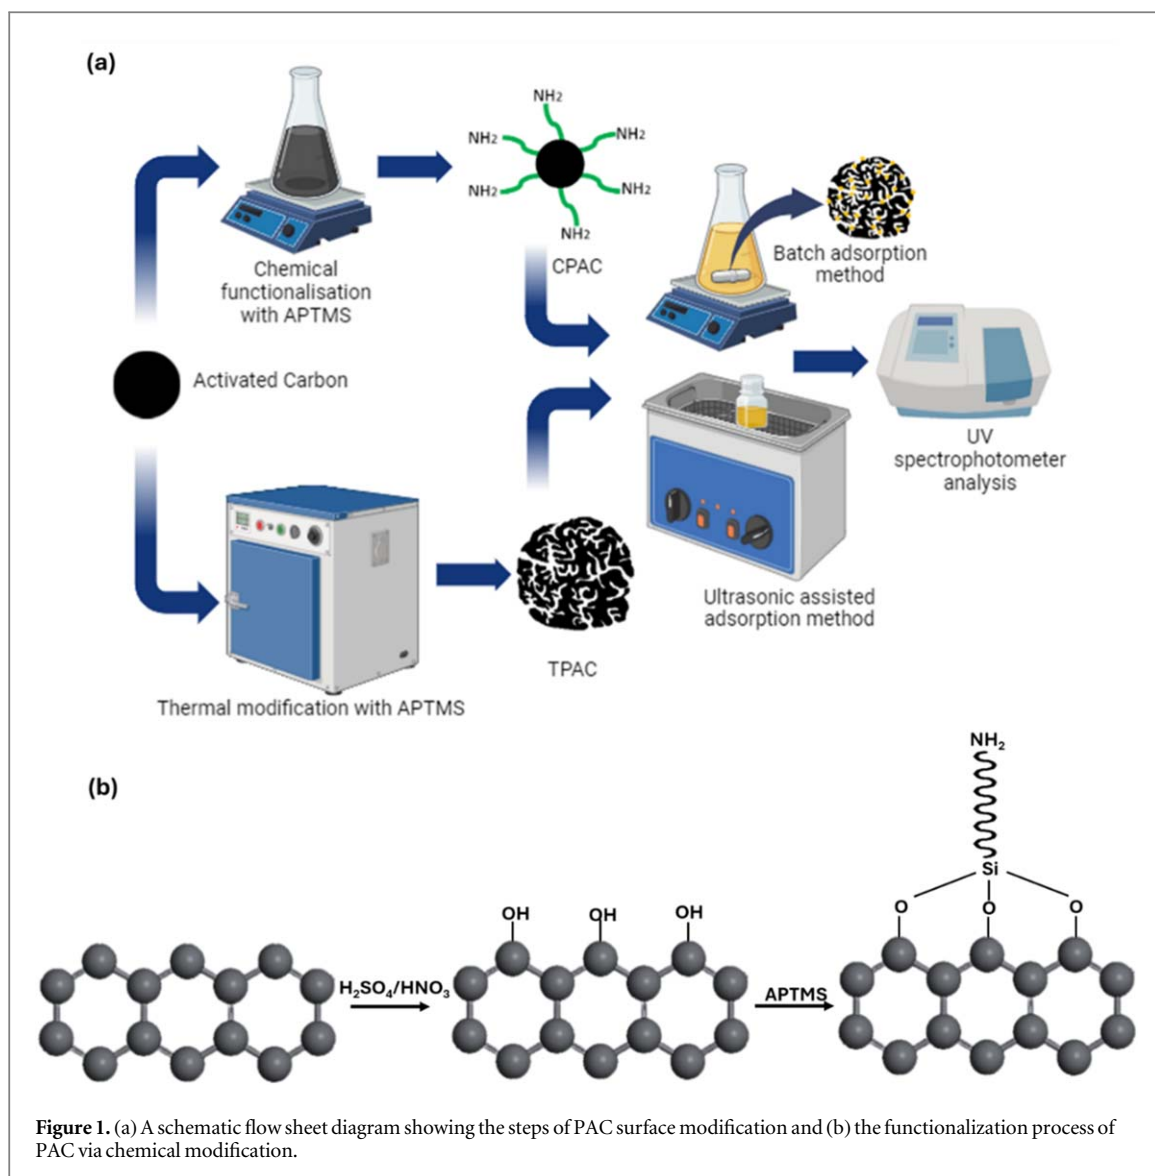 (a)
NH2
NH2
NH2
NH2
NH2
NH2
CPAC
Chemical
functionalisation
with APTMS
Batch adsorption
method
Activated Carbon
UV
spectrophotometer
analysis
Ultrasonic assisted
adsorption method
TPAC
Thermal modification with APTMS
(b)
NH₂
Si
O
O
O
OH
OH
OH
H₂SO₄/HNO₃
APTMS
Figure 1. (a) A schematic flow sheet diagram showing the steps of PAC surface modification and (b) the functionalization process of
PAC via chemical modification.